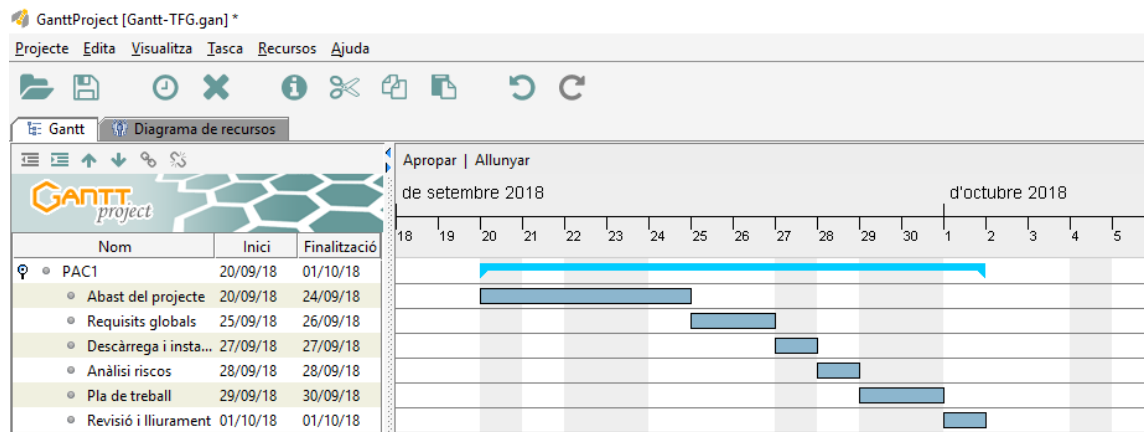 GanttProject [Gantt-TFG.gan] *
Projecte Edita Visualitza Tasca Recursos Ajuda
Gantt Diagrama de recursos
Apropar | Allunyar
GANTT project
de setembre 2018 d'octubre 2018
18 19 20 21 22 23 24 25 26 27 28 29 30 1 2 3 4 5
Nom Inici Finalització
PAC1 20/09/18 01/10/18
Abast del projecte 20/09/18 24/09/18
Requisits globals 25/09/18 26/09/18
Descàrrega i insta... 27/09/18 27/09/18
Anàlisi riscos 28/09/18 28/09/18
Pla de treball 29/09/18 30/09/18
Revisió i lliurament 01/10/18 01/10/18